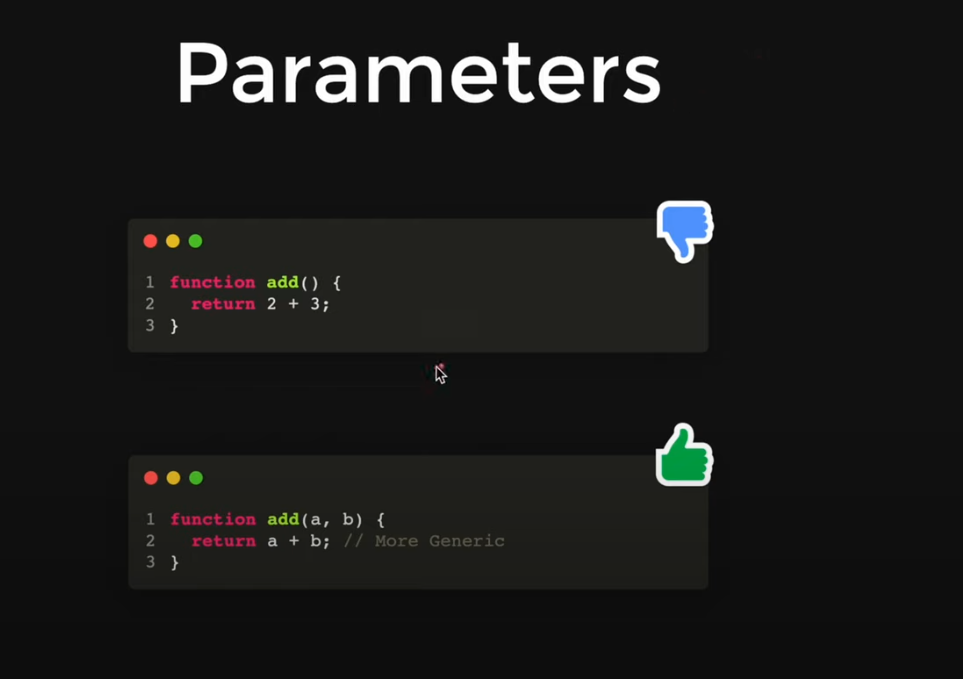 Parameters
1 function add() {
2 return 2 + 3;
3 }
1 function add(a, b) {
2 return a + b; // More Generic
3 }